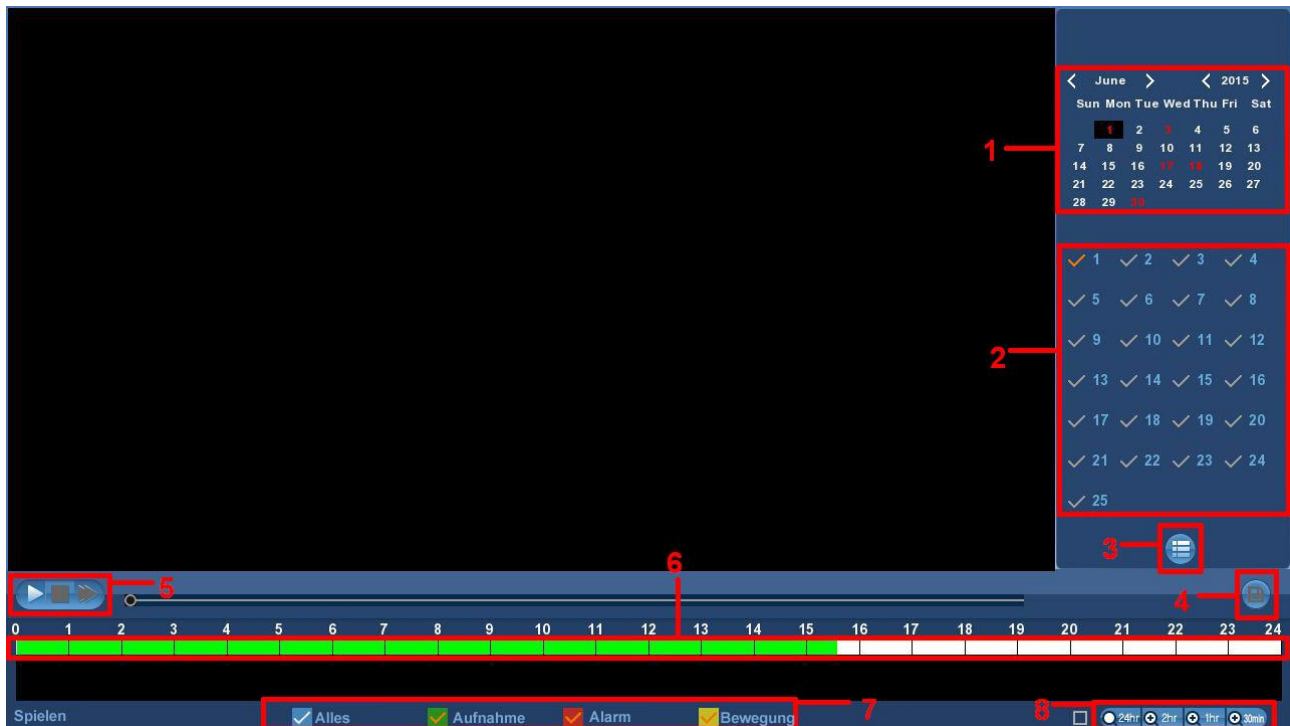 June 2015
Sun Mon Tue Wed Thu Fri Sat
1 2 3 4 5 6
7 8 9 10 11 12 13
14 15 16 17 18 19 20
21 22 23 24 25 26 27
28 29 30
1
1 2 3 4
5 6 7 8
9 10 11 12
2
13 14 15 16
17 18 19 20
21 22 23 24
25
3
6
5
4
0 1 2 3 4 5 6 7 8 9 10 11 12 13 14 15 16 17 18 19 20 21 22 23 24
Spielen Alles Aufnahme Alarm Bewegung 7 8 24hr 2hr 1hr 30min